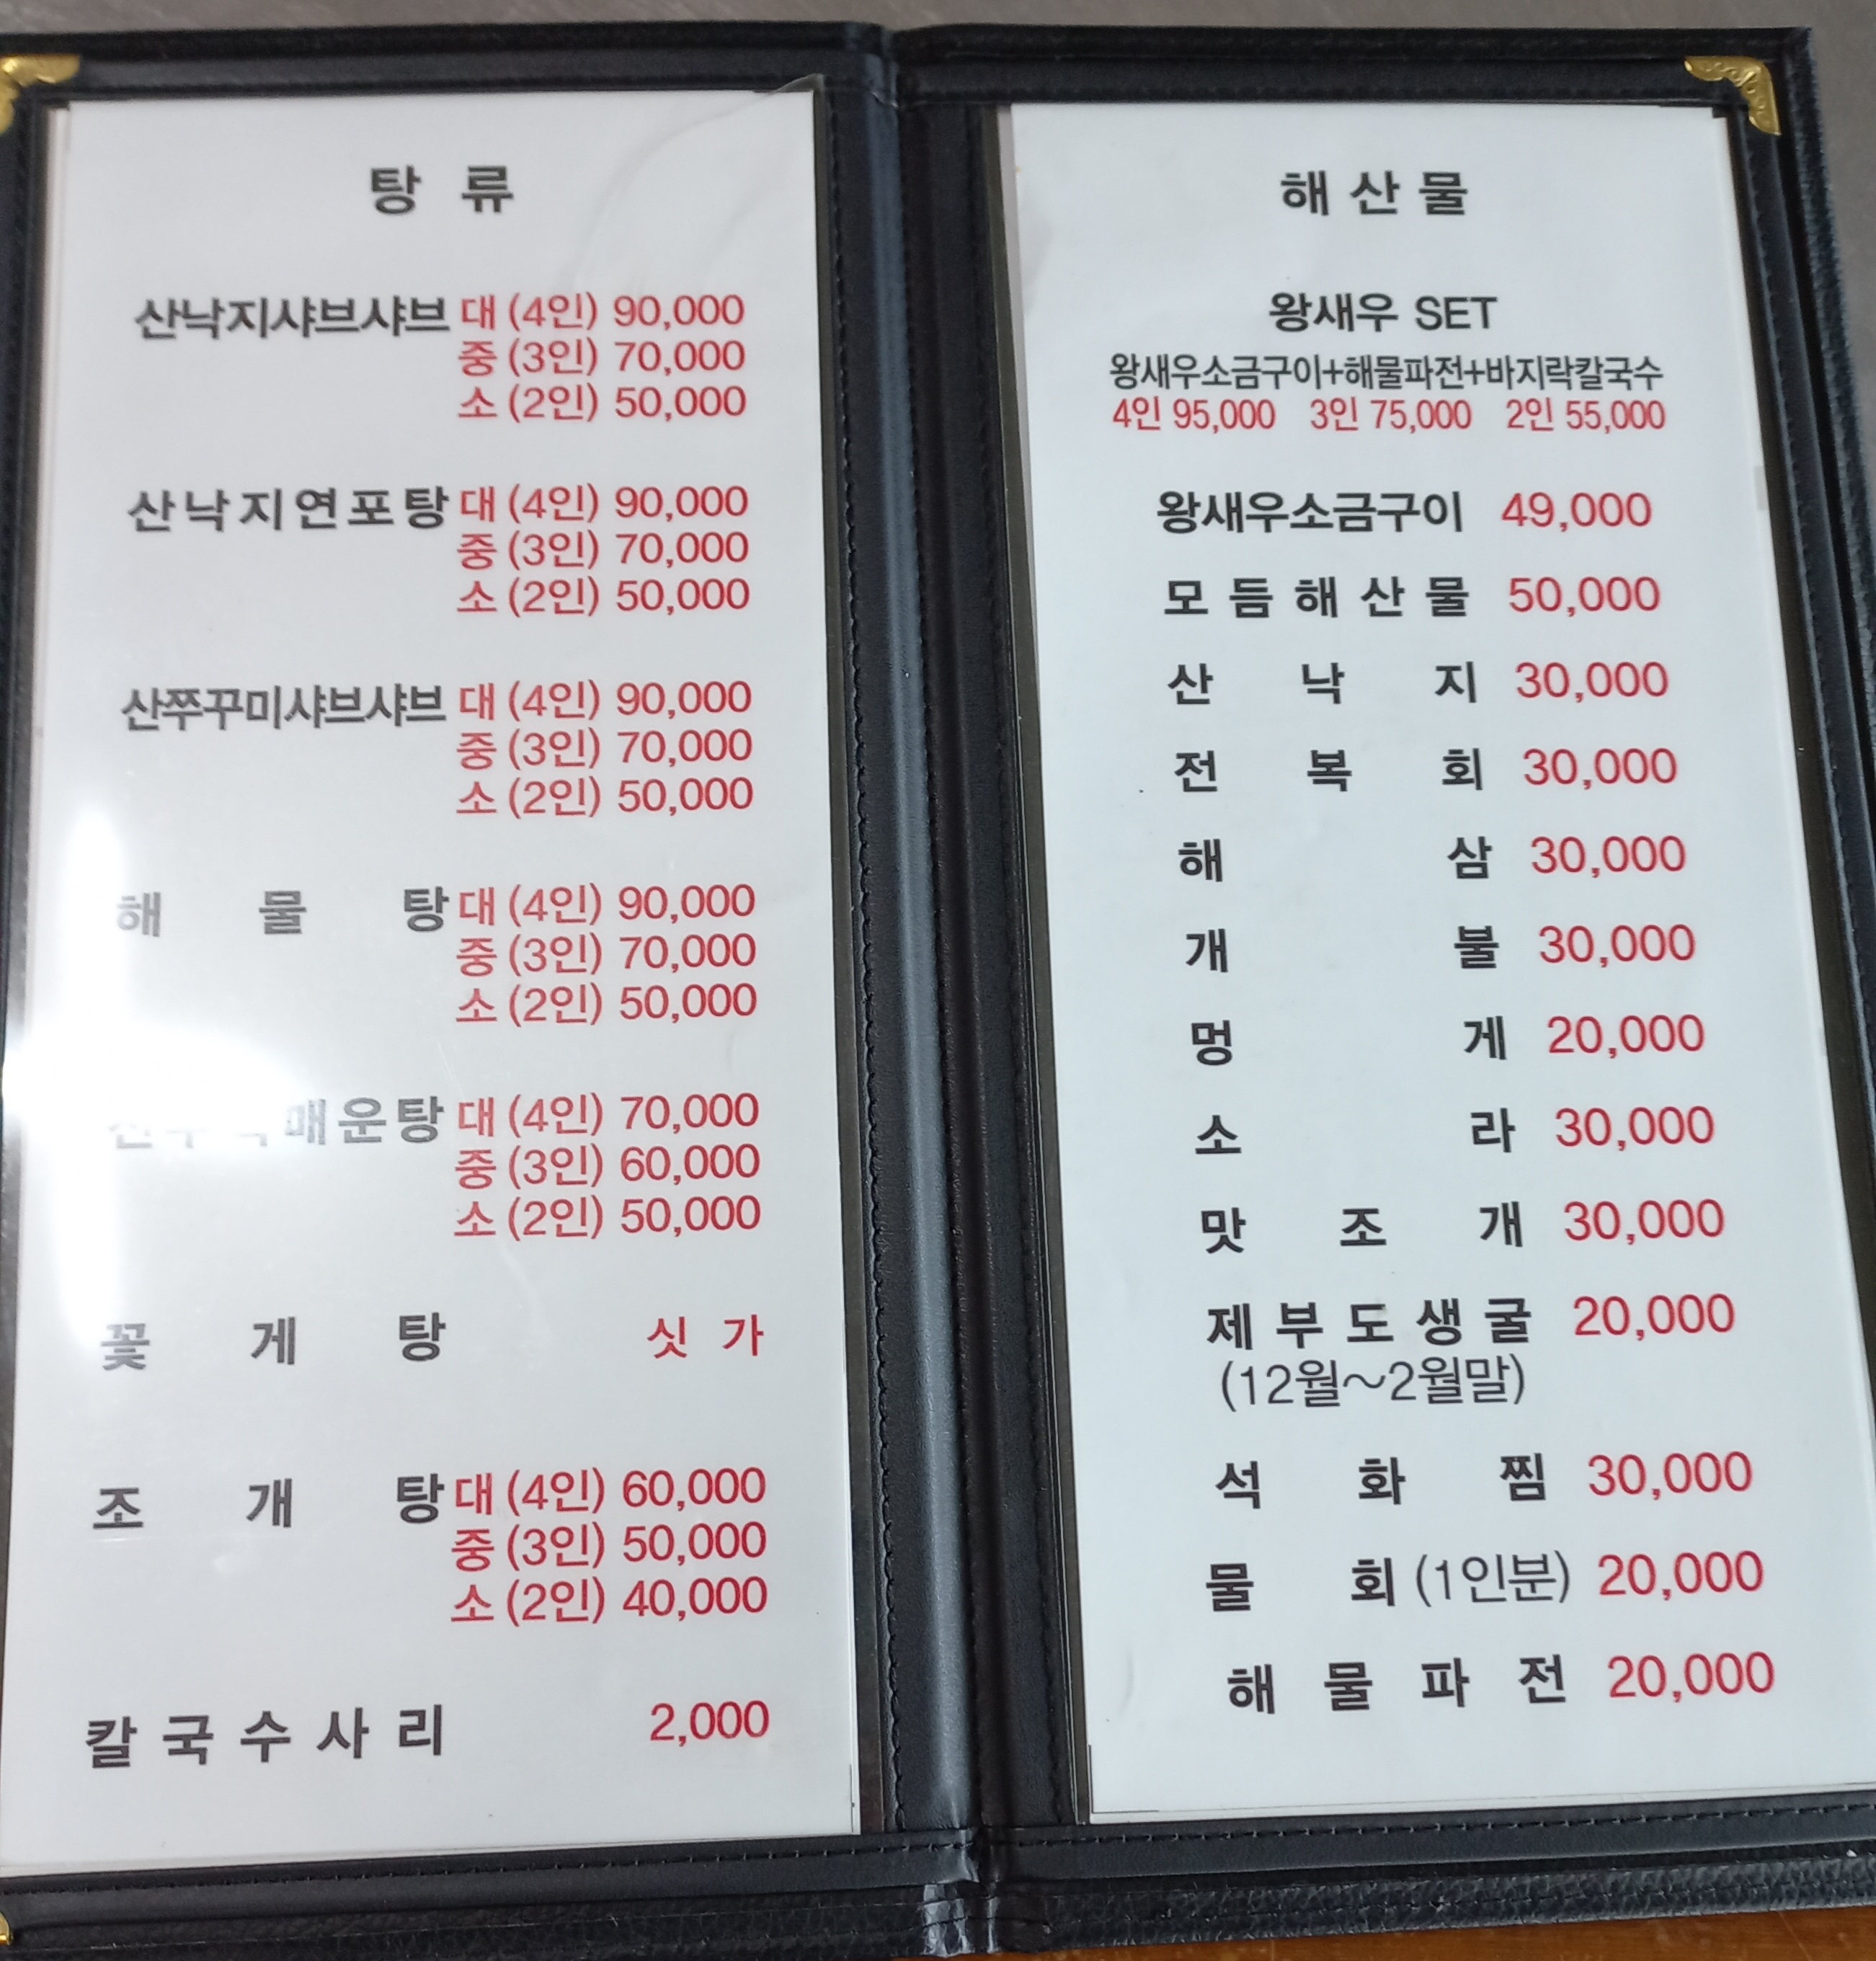 탕 류
산낙지샤브샤브 대 (4인) 90,000
중 (3인) 70,000
소 (2인) 50,000
산낙지연포탕 대 (4인) 90,000
중 (3인) 70,000
소 (2인) 50,000
산쭈꾸미샤브샤브 대 (4인) 90,000
중 (3인) 70,000
소 (2인) 50,000
해 물 탕 대 (4인) 90,000
중 (3인) 70,000
소 (2인) 50,000
매운탕 대 (4인) 70,000
중 (3인) 60,000
소 (2인) 50,000
꽃 게 탕 싯 가
조 개 탕 대 (4인) 60,000
중 (3인) 50,000
소 (2인) 40,000
칼국수사리 2,000
해산물
왕새우 SET
왕새우소금구이+해물파전+바지락칼국수
4인 95,000 3인 75,000 2인 55,000
왕새우소금구이 49,000
모듬해산물 50,000
산 낙 지 30,000
전 복 회 30,000
해 삼 30,000
개 불 30,000
멍 게 20,000
소 라 30,000
맛 조 개 30,000
제부도생굴 20,000
(12월~2월말)
석 화 찜 30,000
물 회 (1인분) 20,000
해 물 파 전 20,000